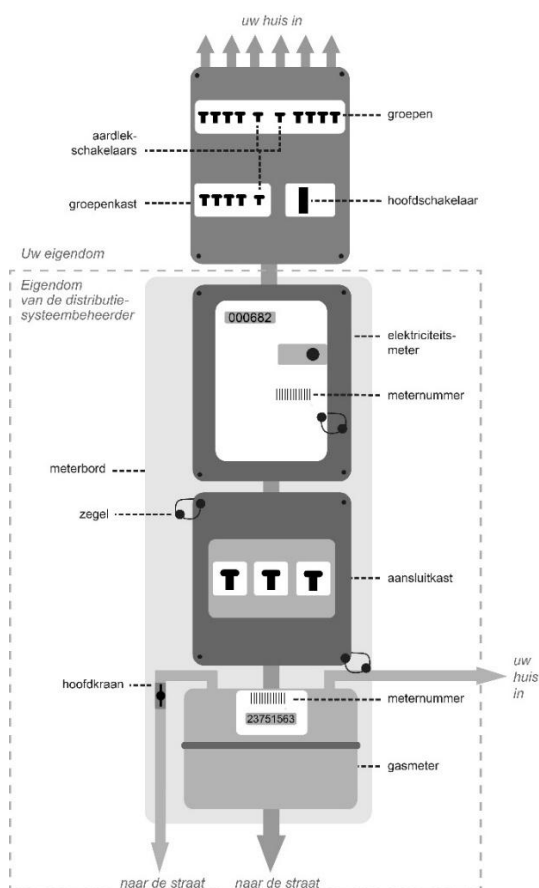 uw huis in
groepen
aardlek-
schakelaars
groepenkast
hoofdschakelaar
Uw eigendom
Eigendom
van de distributie-
systeembeheerder
000682
elektriciteits-
meter
meternummer
meterbord
zegel
aansluitkast
uw
huis
in
hoofdkraan
meternummer
23751563
gasmeter
naar de straat
naar de straat